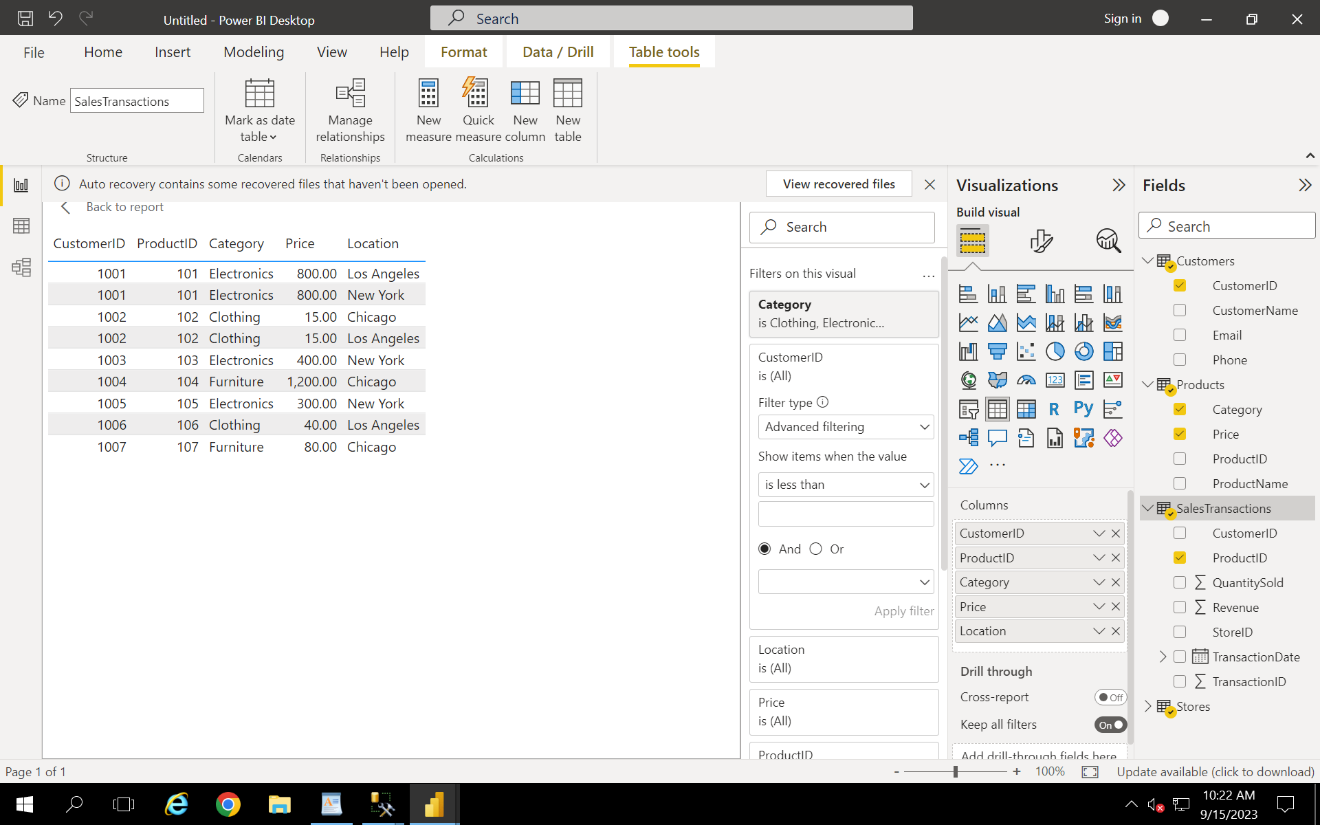 Untitled - Power BI Desktop
Search
Sign in
File
Home
Insert
Modeling
View
Help
Format
Data / Drill
Table tools
Name
SalesTransactions
Mark as date
table
Manage
relationships
New
measure
Quick
measure
New
column
New
table
Structure
Calendars
Relationships
Calculations
Auto recovery contains some recovered files that haven't been opened.
View recovered files
Back to report
CustomerID ProductID Category Price Location
1001 101 Electronics 800.00 Los Angeles
1001 101 Electronics 800.00 New York
1002 102 Clothing 15.00 Chicago
1002 102 Clothing 15.00 Los Angeles
1003 103 Electronics 400.00 New York
1004 104 Furniture 1,200.00 Chicago
1005 105 Electronics 300.00 New York
1006 106 Clothing 40.00 Los Angeles
1007 107 Furniture 80.00 Chicago
Search
Filters on this visual
...
Category
is Clothing, Electronic...
CustomerID
is (All)
Filter type
Advanced filtering
Show items when the value
is less than
And
Or
Apply filter
Location
is (All)
Price
is (All)
ProductID
Visualizations
Build visual
123
R
Py
...
Columns
CustomerID
ProductID
Category
Price
Location
Drill through
Cross-report
Off
Keep all filters
On
Add drill-through fields here
Fields
Search
Customers
CustomerID
CustomerName
Email
Phone
Products
Category
Price
ProductID
ProductName
SalesTransactions
CustomerID
ProductID
∑ QuantitySold
∑ Revenue
StoreID
TransactionDate
∑ TransactionID
Stores
Page 1 of 1
- + 100%
Update available (click to download)
10:22 AM
9/15/2023